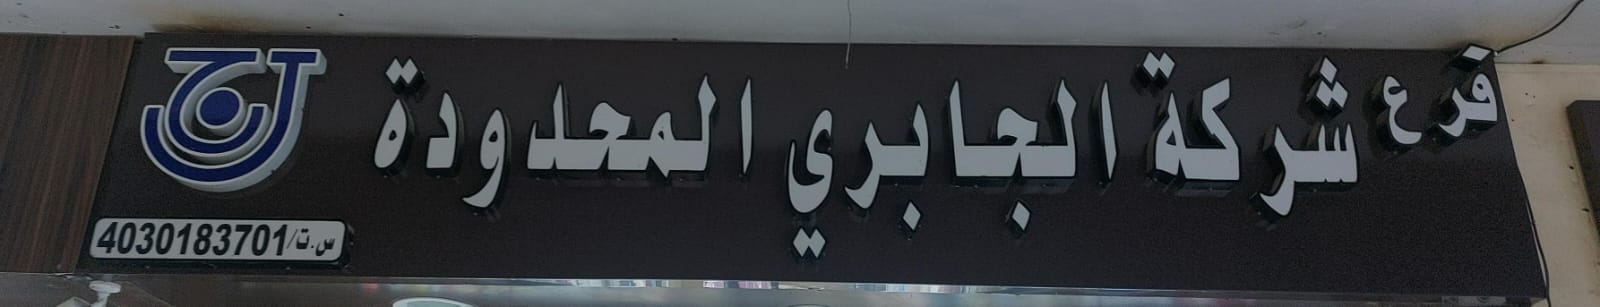 فرع شركة الجابري المحدودة
س.ت/4030183701